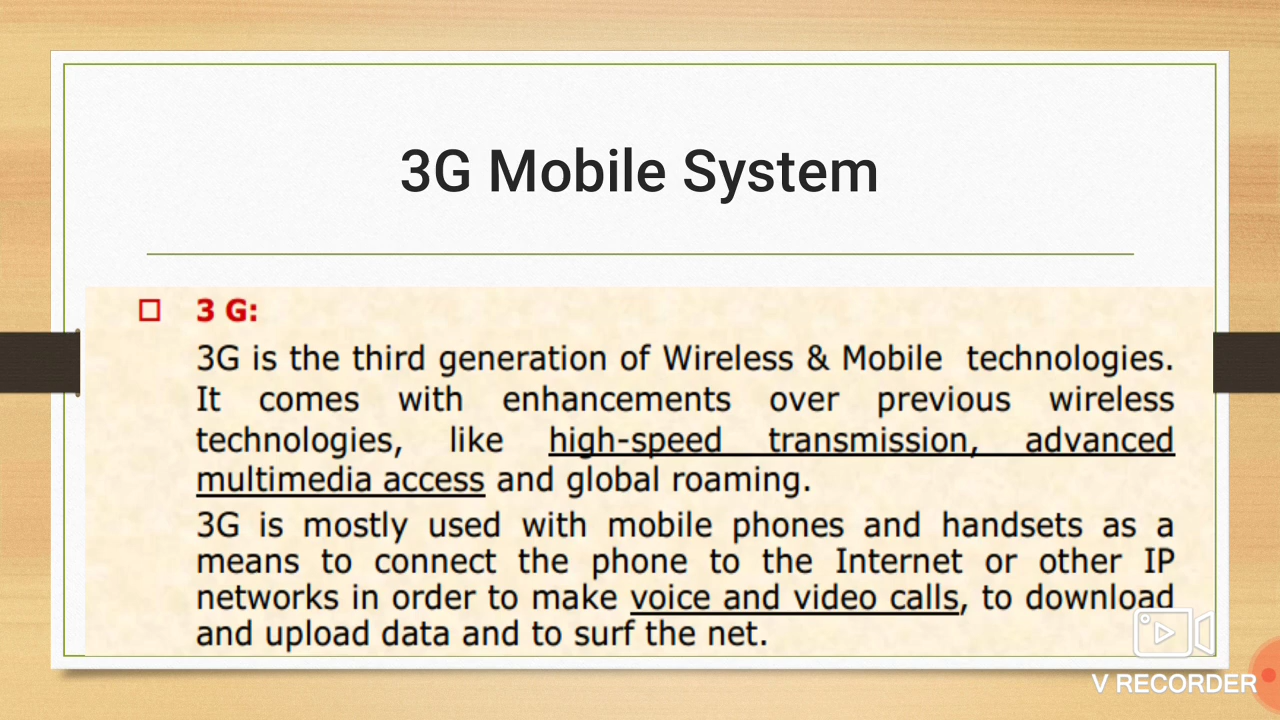 3G Mobile System
3 G:
3G is the third generation of Wireless & Mobile technologies.
It comes with enhancements over previous wireless
technologies, like high-speed transmission, advanced
multimedia access and global roaming.
3G is mostly used with mobile phones and handsets as a
means to connect the phone to the Internet or other IP
networks in order to make voice and video calls, to download
and upload data and to surf the net.
V RECORDER